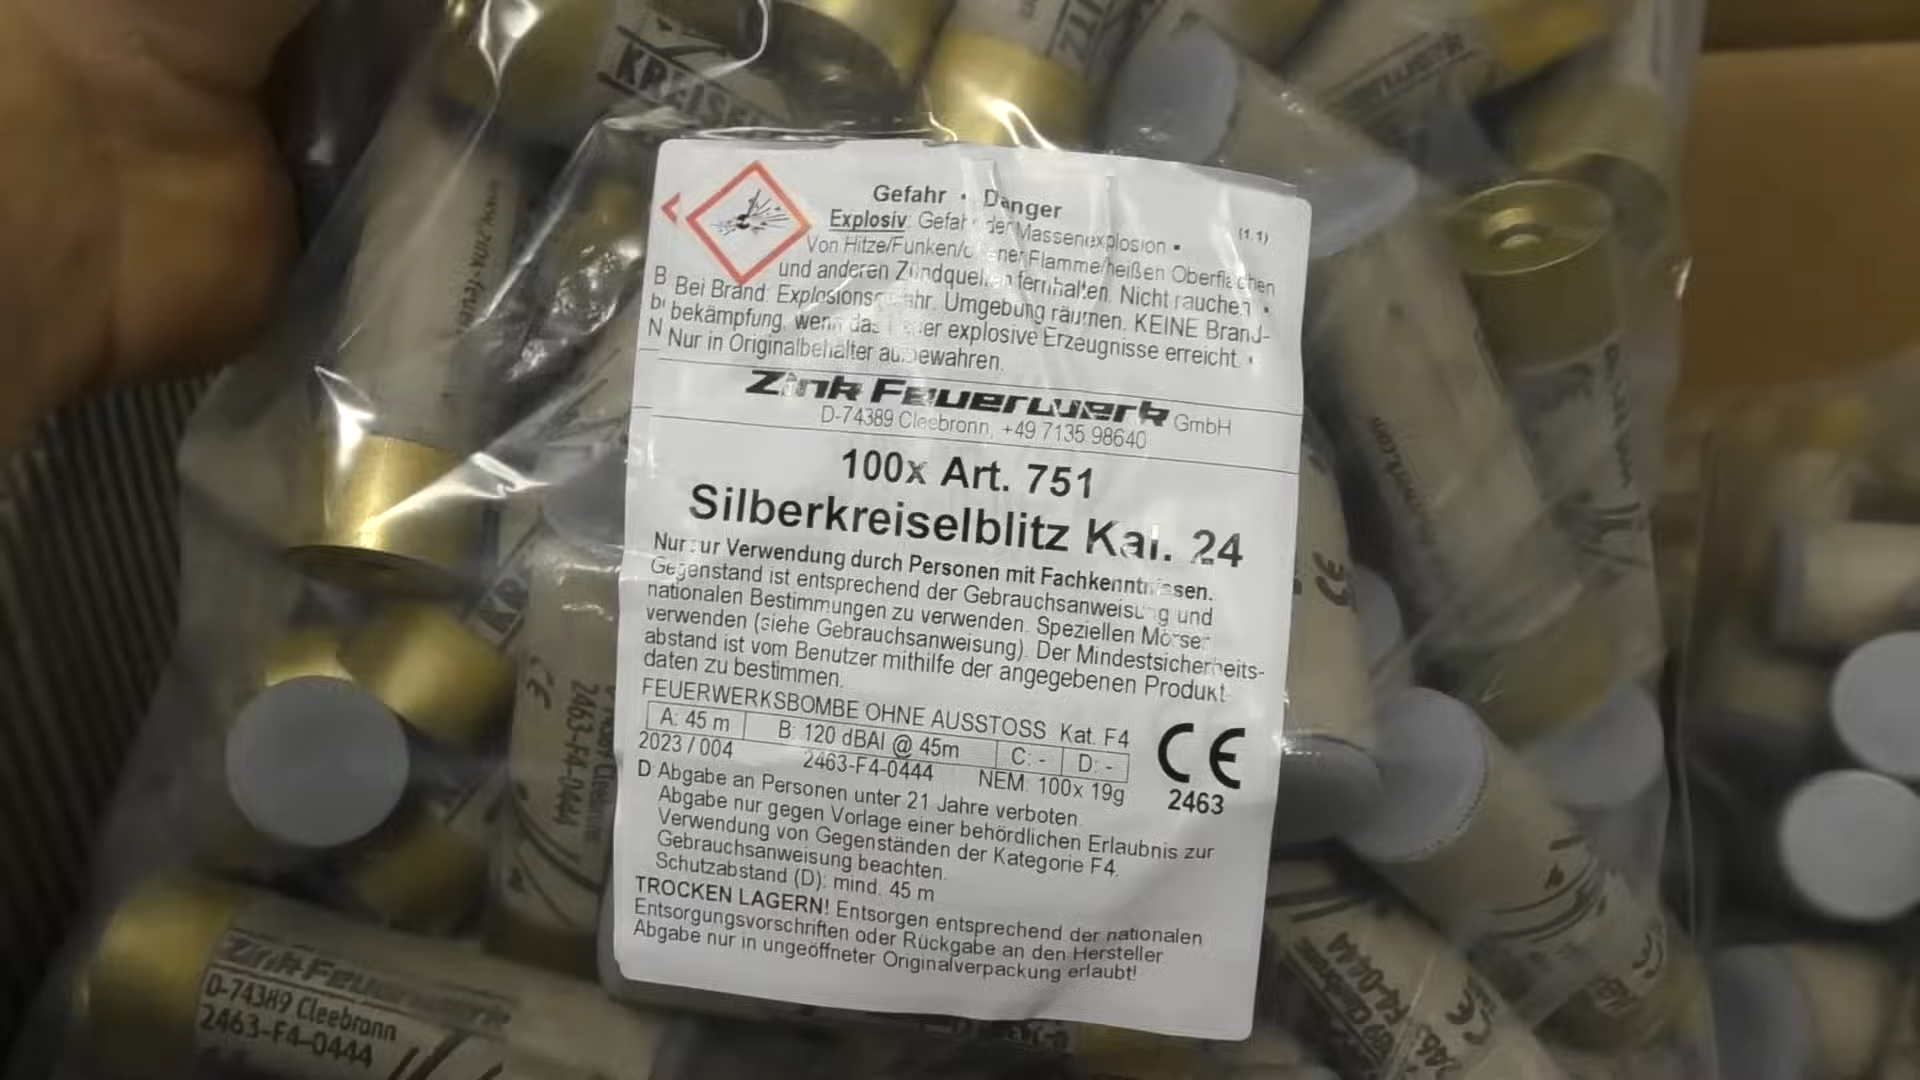 Gefahr • Danger
Explosiv: Gefahr der Massenexplosion •
(1.1)
Von Hitze/Funken/offener Flamme/heißen Oberflächen
und anderen Zündquellen fernhalten. Nicht rauchen •
B Bei Brand: Explosionsgefahr. Umgebung räumen. KEINE Brand-
b bekämpfung, wenn das Feuer explosive Erzeugnisse erreicht. •
N Nur in Originalbehälter aufbewahren.
Zink Feuerwerk GmbH
D-74389 Cleebronn, +49 7135 98640
100x Art. 751
Silberkreiselblitz Kal. 24
Nur zur Verwendung durch Personen mit Fachkenntnissen.
Gegenstand ist entsprechend der Gebrauchsanweisung und
nationalen Bestimmungen zu verwenden. Speziellen Mörser
verwenden (siehe Gebrauchsanweisung). Der Mindestsicherheits-
abstand ist vom Benutzer mithilfe der angegebenen Produkt-
daten zu bestimmen.
FEUERWERKSBOMBE OHNE AUSSTOSS Kat. F4
A: 45 m B: 120 dBAI @ 45m C: - D: -
2023 / 004 2463-F4-0444 NEM: 100x 19g
CE
2463
D: Abgabe an Personen unter 21 Jahre verboten.
Abgabe nur gegen Vorlage einer behördlichen Erlaubnis zur
Verwendung von Gegenständen der Kategorie F4.
Gebrauchsanweisung beachten.
Schutzabstand (D): mind. 45 m
TROCKEN LAGERN! Entsorgen entsprechend der nationalen
Entsorgungsvorschriften oder Rückgabe an den Hersteller
Abgabe nur in ungeöffneter Originalverpackung erlaubt!
Zink Feuerwerk
D-74389 Cleebronn
2463-F4-0444
CE
2463-F4-0444
F4-0444
CE